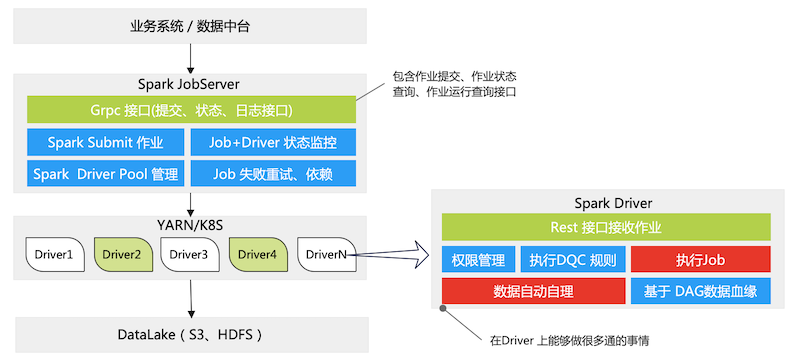 业务系统 / 数据中台
Spark JobServer
Grpc 接口(提交、状态、日志接口)
Spark Submit 作业
Job+Driver 状态监控
Spark Driver Pool 管理
Job 失败重试、依赖
包含作业提交、作业状态
查询、作业运行查询接口
YARN/K8S
Driver1
Driver2
Driver3
Driver4
DriverN
DataLake（S3、HDFS）
Spark Driver
Rest 接口接收作业
权限管理
执行DQC 规则
执行Job
数据自动自理
基于 DAG数据血缘
在Driver 上能够做很多通的事情